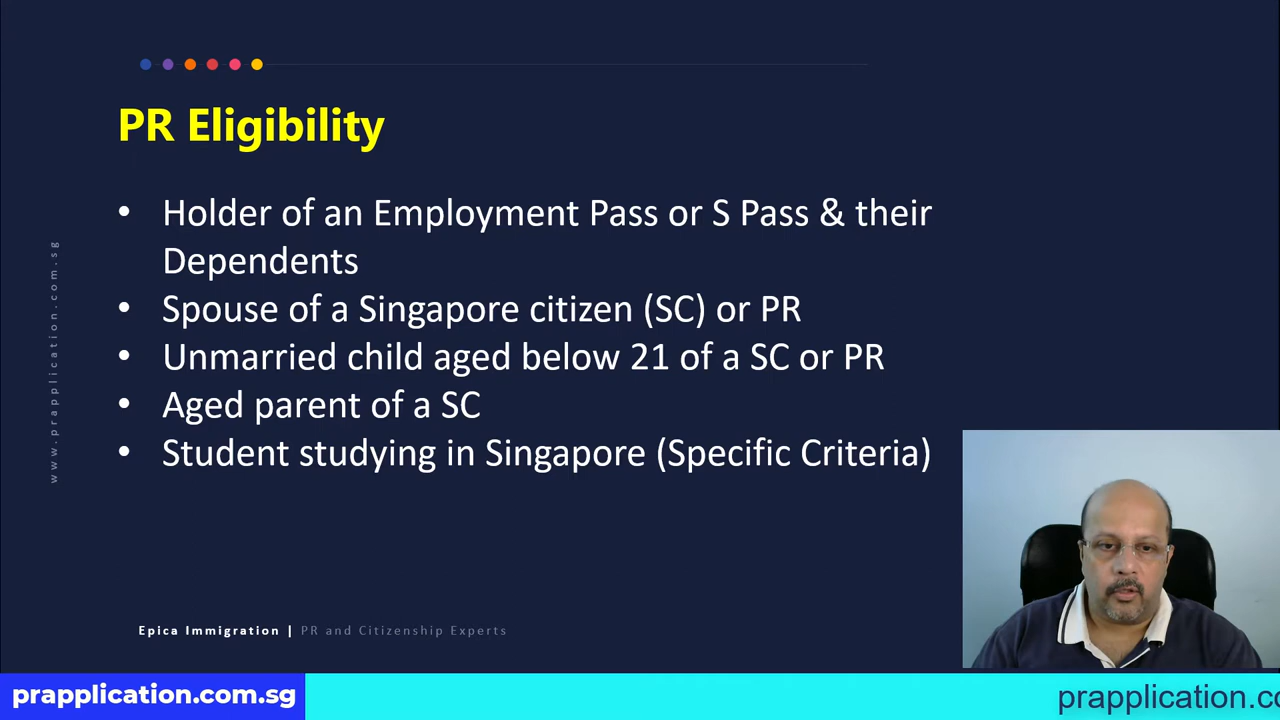 PR Eligibility
• Holder of an Employment Pass or S Pass & their
Dependents
• Spouse of a Singapore citizen (SC) or PR
• Unmarried child aged below 21 of a SC or PR
• Aged parent of a SC
• Student studying in Singapore (Specific Criteria)
www.prapplication.com.sg
Epica Immigration | PR and Citizenship Experts
prapplication.com.sg
prapplication.co